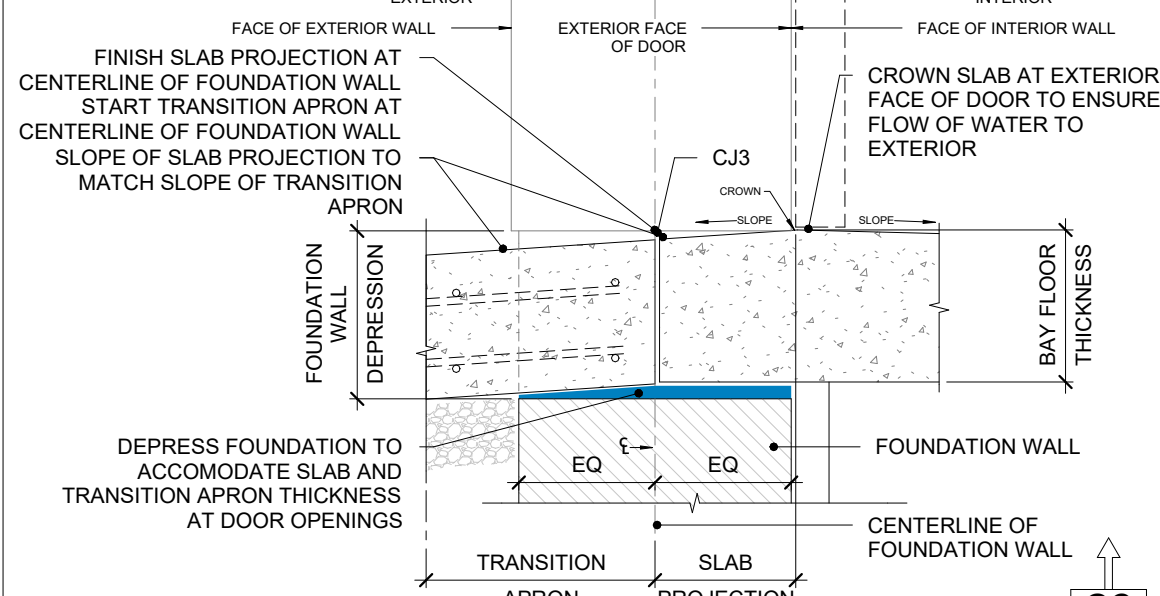 EXTERIOR
INTERIOR
FACE OF EXTERIOR WALL
EXTERIOR FACE
OF DOOR
FACE OF INTERIOR WALL
FINISH SLAB PROJECTION AT
CENTERLINE OF FOUNDATION WALL
START TRANSITION APRON AT
CENTERLINE OF FOUNDATION WALL
SLOPE OF SLAB PROJECTION TO
MATCH SLOPE OF TRANSITION
APRON
CROWN SLAB AT EXTERIOR
FACE OF DOOR TO ENSURE
FLOW OF WATER TO
EXTERIOR
CJ3
CROWN
SLOPE
SLOPE
FOUNDATION
WALL
DEPRESSION
BAY FLOOR
THICKNESS
DEPRESS FOUNDATION TO
ACCOMODATE SLAB AND
TRANSITION APRON THICKNESS
AT DOOR OPENINGS
℄
EQ
EQ
FOUNDATION WALL
CENTERLINE OF
FOUNDATION WALL
TRANSITION
APRON
SLAB
PROJECTION